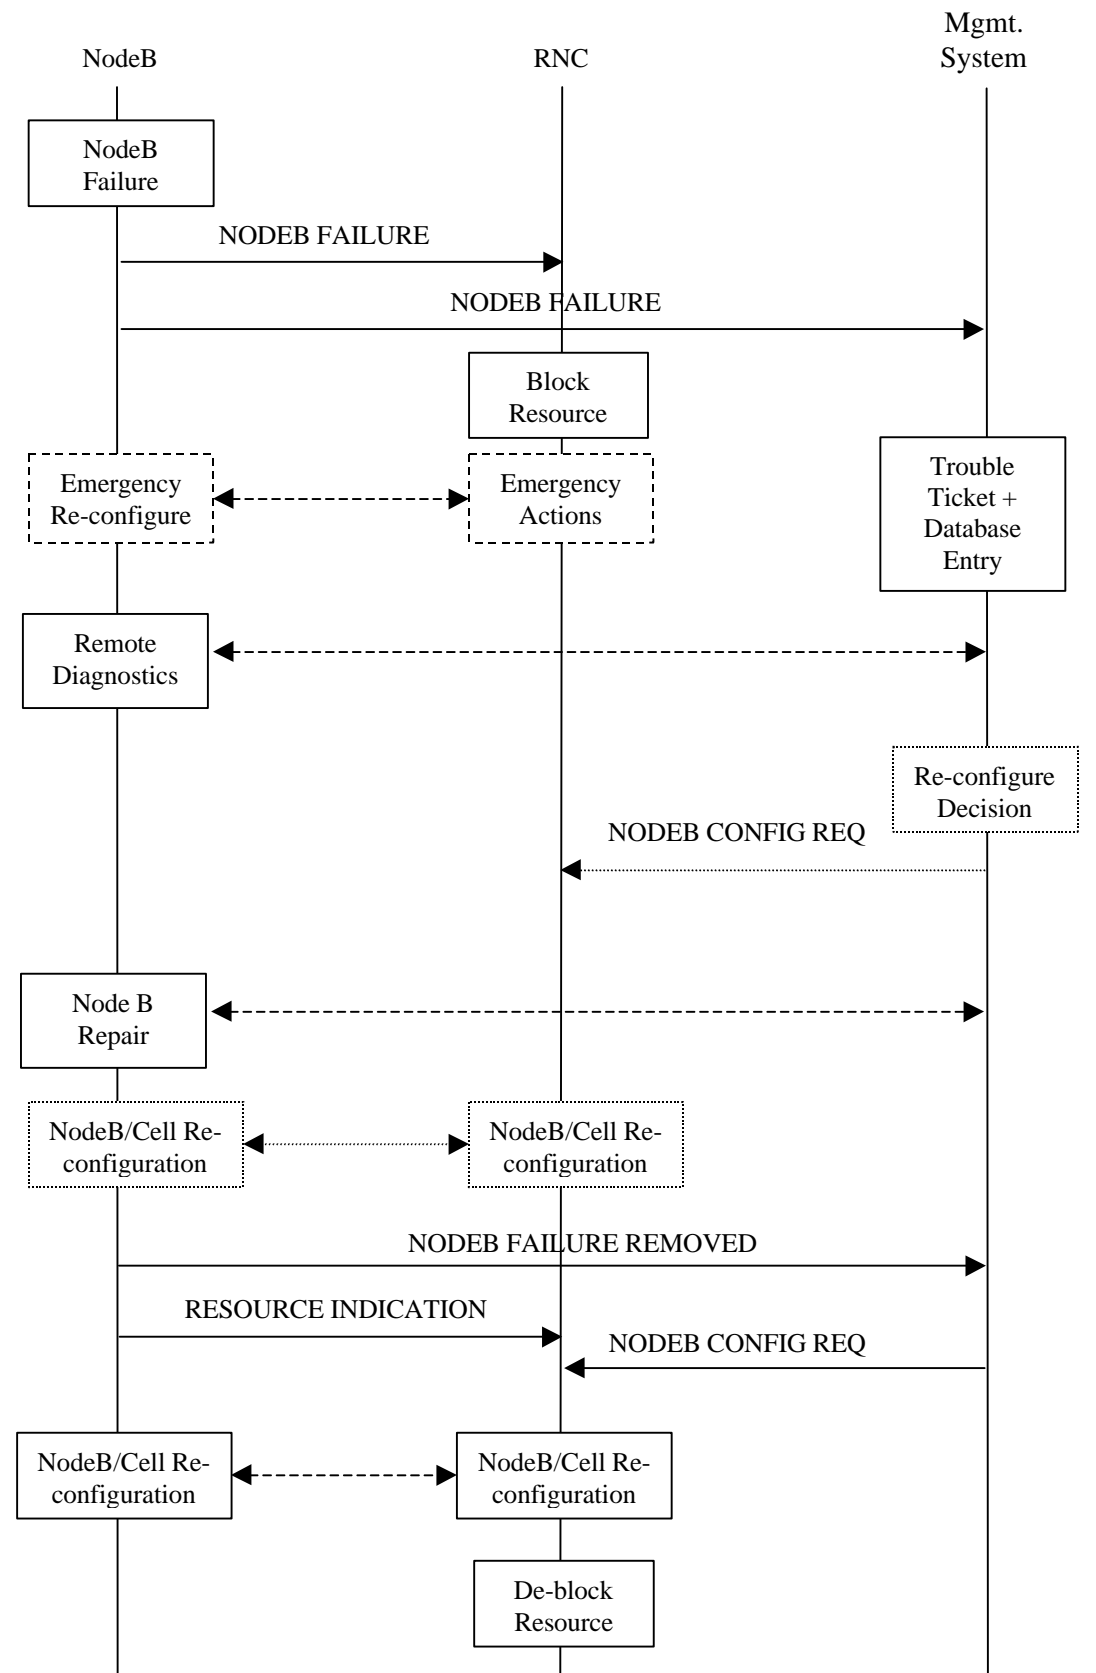 Mgmt.
System
NodeB
RNC
NodeB
Failure
NODEB FAILURE
NODEB FAILURE
Block
Resource
Emergency
Re-configure
Emergency
Actions
Trouble
Ticket +
Database
Entry
Remote
Diagnostics
Re-configure
Decision
NODEB CONFIG REQ
Node B
Repair
NodeB/Cell Re-
configuration
NodeB/Cell Re-
configuration
NODEB FAILURE REMOVED
RESOURCE INDICATION
NODEB CONFIG REQ
NodeB/Cell Re-
configuration
NodeB/Cell Re-
configuration
De-block
Resource